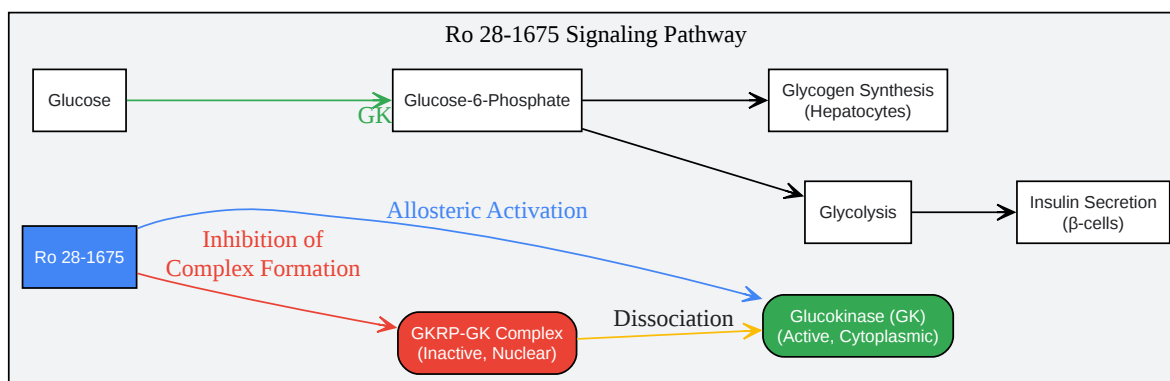 Ro 28-1675 Signaling Pathway
Glucose
GK
Glucose-6-Phosphate
Glycogen Synthesis
(Hepatocytes)
Glycolysis
Insulin Secretion
(β-cells)
Allosteric Activation
Ro 28-1675
Inhibition of
Complex Formation
GKRP-GK Complex
(Inactive, Nuclear)
Dissociation
Glucokinase (GK)
(Active, Cytoplasmic)